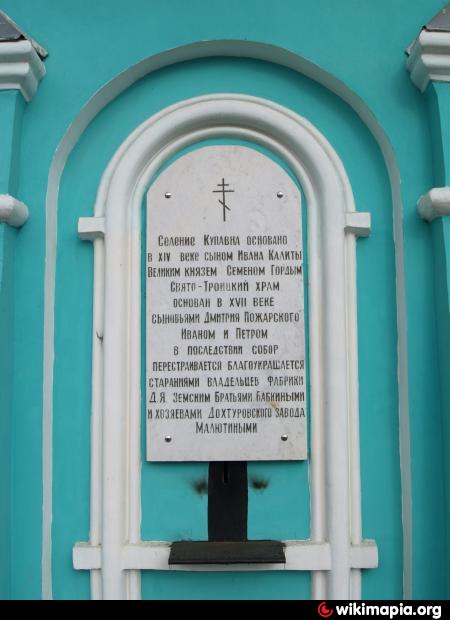 Селение Купавна основано
в XIV веке сыном Ивана Калиты
Великим князем Семеном Гордым
Свято-Троицкий храм
основан в XVII веке
сыновьями Дмитрия Пожарского
Иваном и Петром
в последствии собор
перестраивается благоукрашается
стараниями владельцев фабрики
Д.Я. Земским Братьями Бабкиными
и хозяевами Дохтуровского завода
Малютиными
wikimapia.org